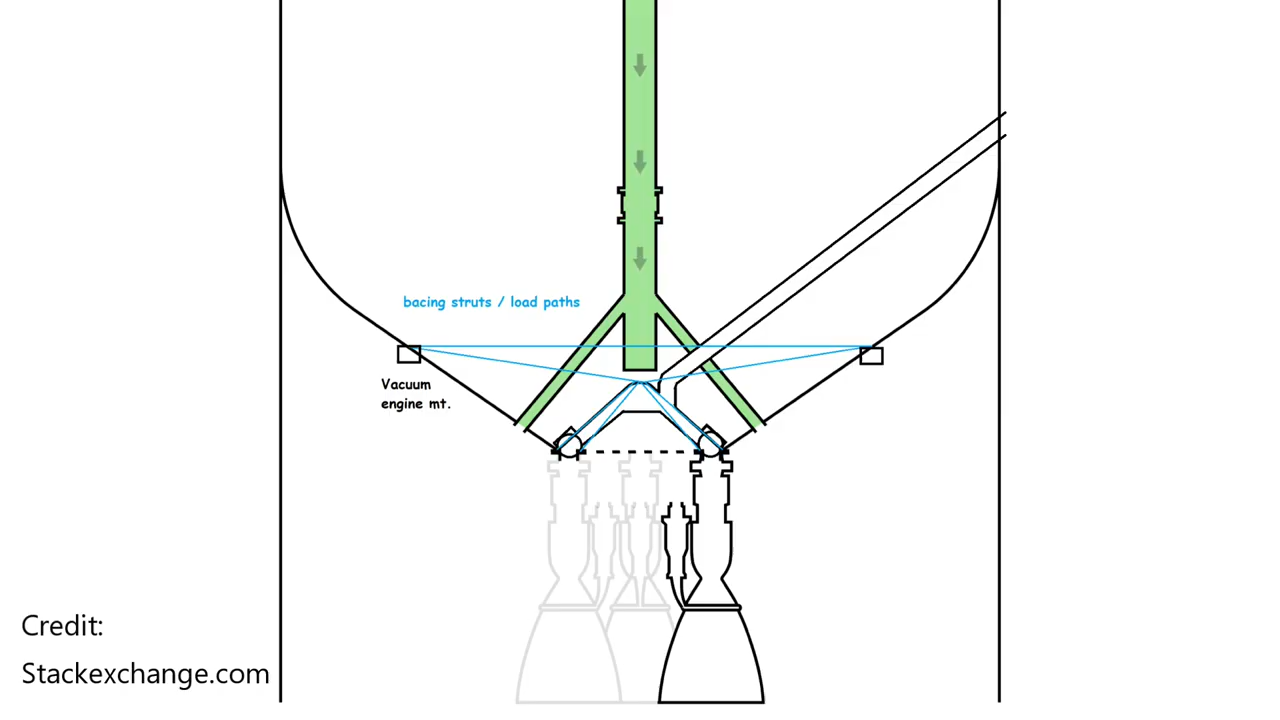 bacing struts / load paths
Vacuum
engine mt.
Credit:
Stackexchange.com